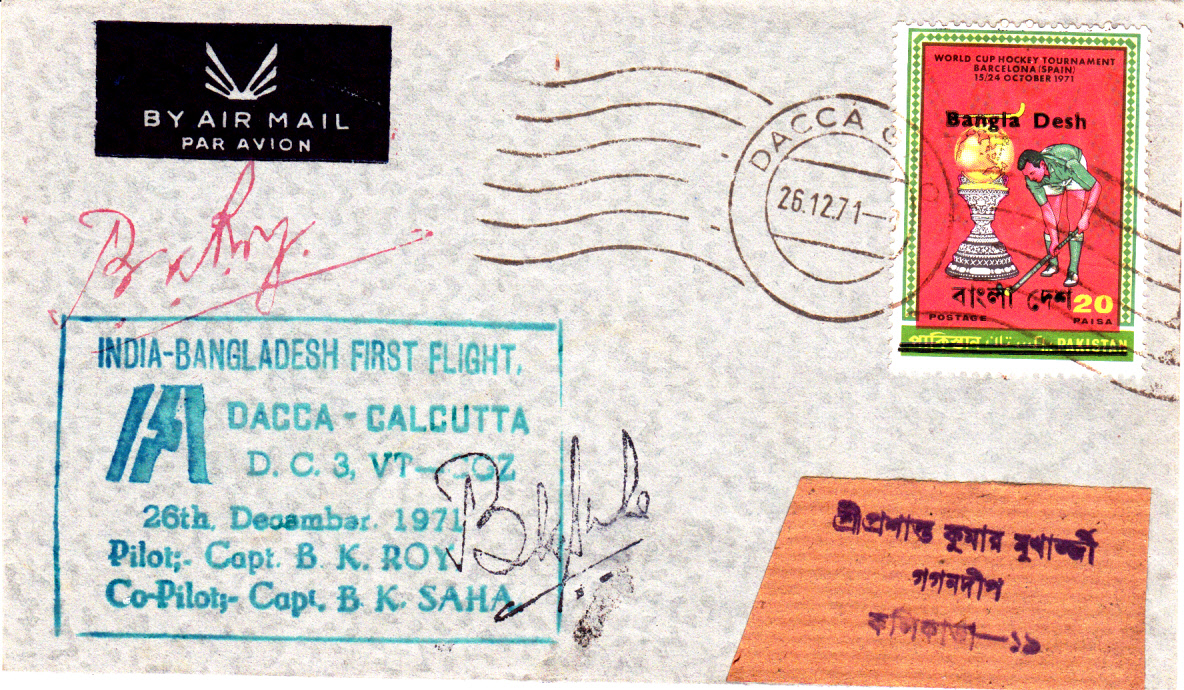 BY AIR MAIL
PAR AVION
WORLD CUP HOCKEY TOURNAMENT
BARCELONA (SPAIN)
15/24 OCTOBER 1971
Bangla Desh
বাংলা দেশ 20
POSTAGE PAISA
পাকিস্তান PAKISTAN
DACCA
26.12.71
B K Roy.
INDIA-BANGLADESH FIRST FLIGHT,
DACCA - CALCUTTA
D. C. 3, VT-
26th, December. 1971
Pilot;- Capt. B. K. ROY
Co-Pilot;- Capt. B K. SAHA
শ্রীপ্রশান্ত কুমার মুখার্জ্জী
গগনদীপ
কলিকাতা—১৯